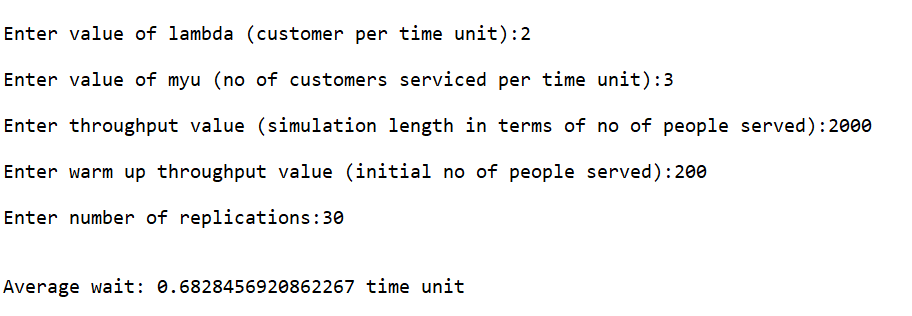 Enter value of lambda (customer per time unit):2
Enter value of myu (no of customers serviced per time unit):3
Enter throughput value (simulation length in terms of no of people served):2000
Enter warm up throughput value (initial no of people served):200
Enter number of replications:30
Average wait: 0.6828456920862267 time unit